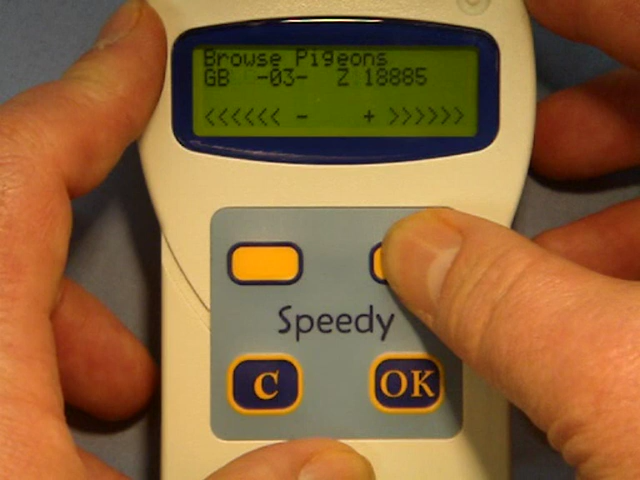 Browse Pigeons
GB -03- Z 18885
<<<<<< - + >>>>>>
Speedy
C OK